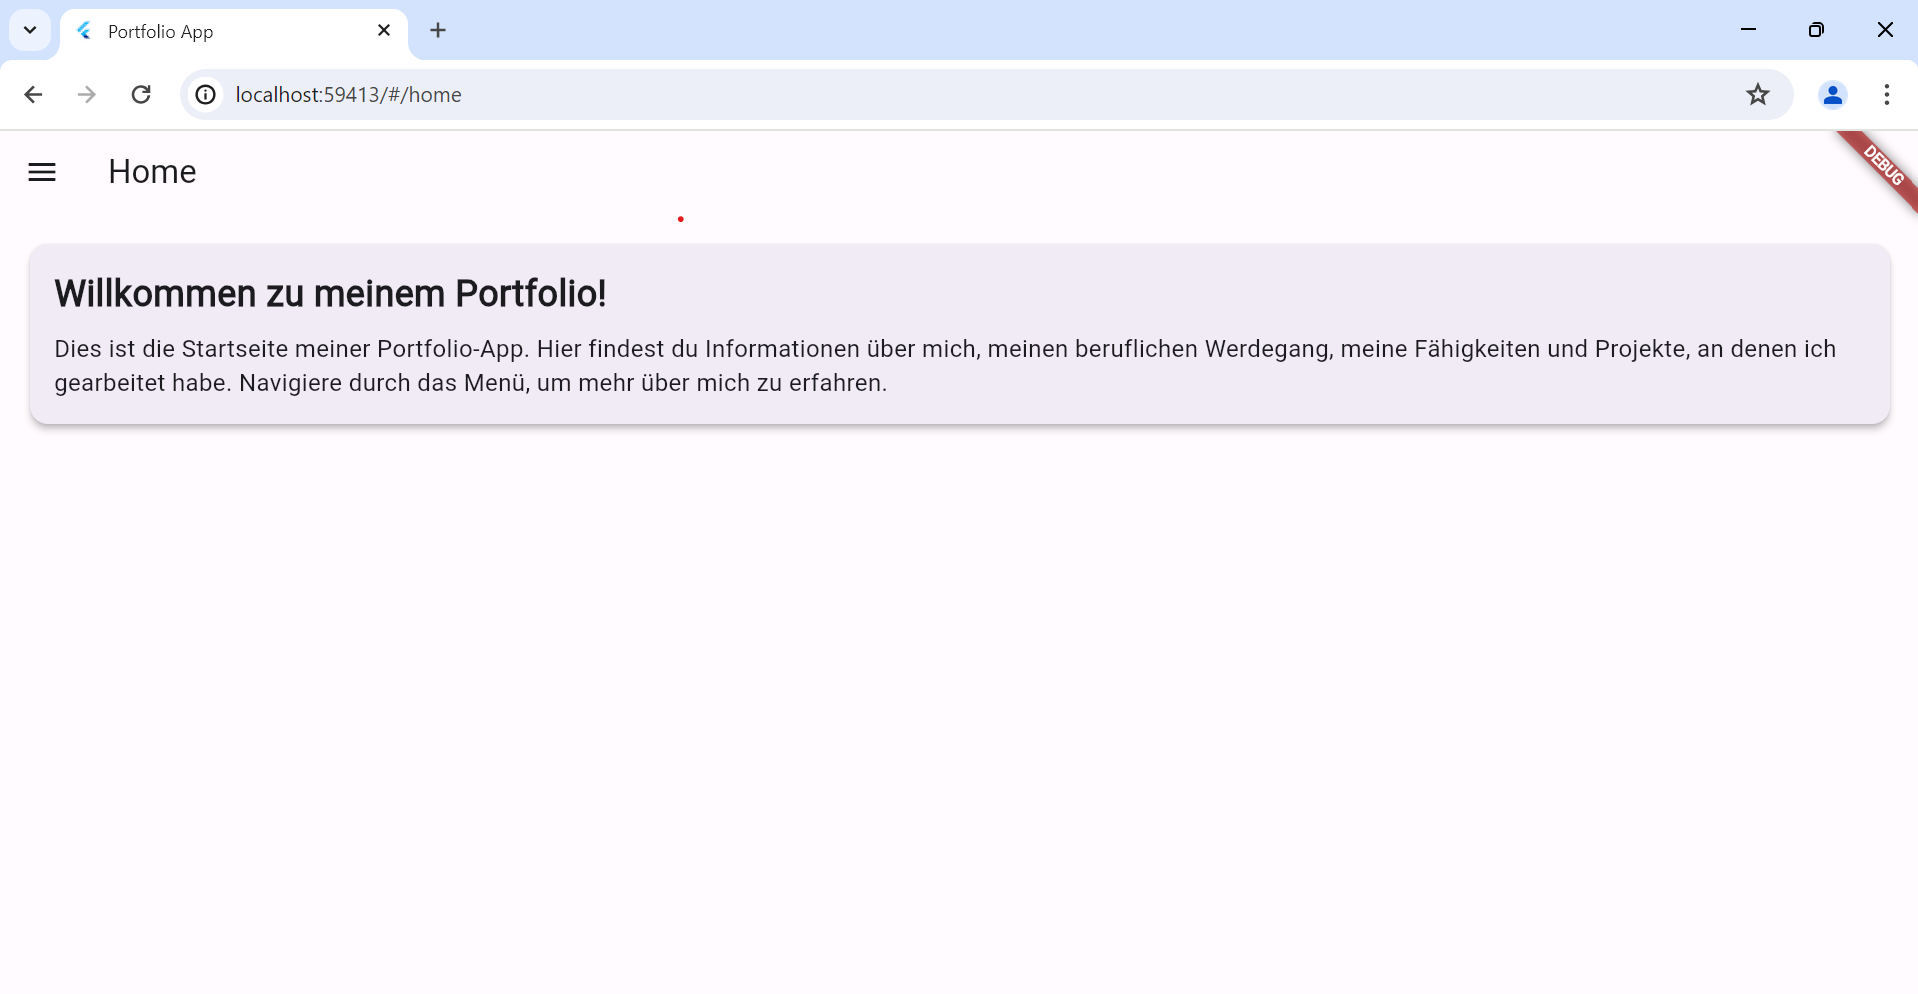 Portfolio App
localhost:59413/#/home
Home
DEBUG
Willkommen zu meinem Portfolio!
Dies ist die Startseite meiner Portfolio-App. Hier findest du Informationen über mich, meinen beruflichen Werdegang, meine Fähigkeiten und Projekte, an denen ich
gearbeitet habe. Navigiere durch das Menü, um mehr über mich zu erfahren.